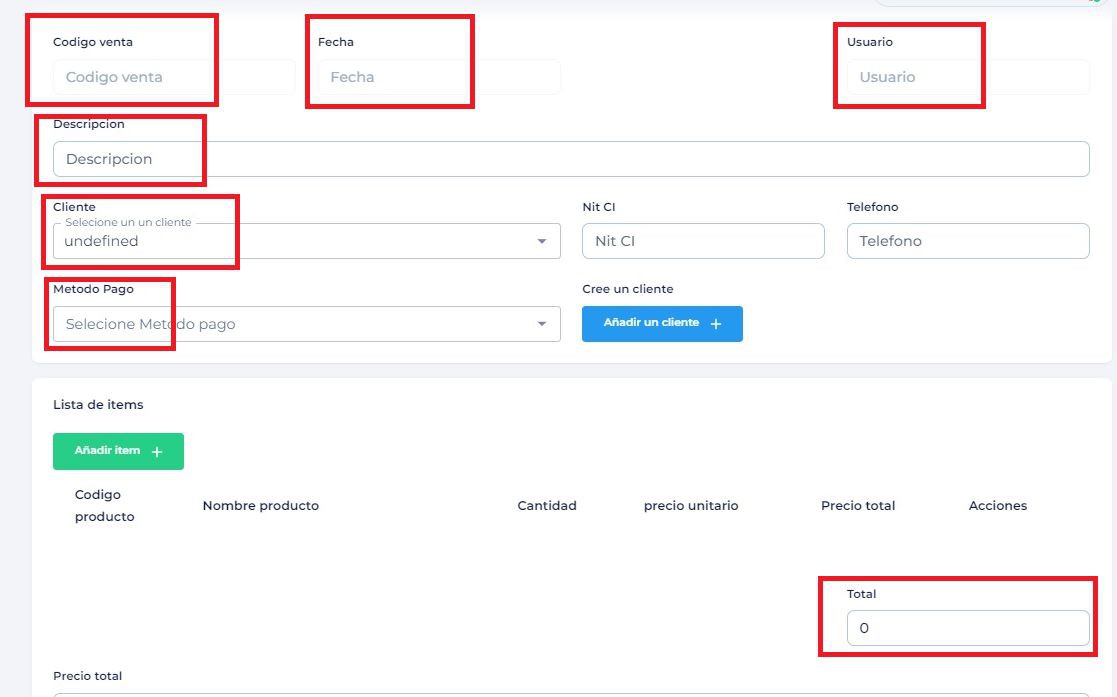 Codigo venta
Fecha
Usuario
Codigo venta
Fecha
Usuario
Descripcion
Descripcion
Cliente
Nit CI
Telefono
Selecione un un cliente
undefined
Nit CI
Telefono
Metodo Pago
Cree un cliente
Selecione Metodo pago
Añadir un cliente +
Lista de items
Añadir item +
Codigo
producto
Nombre producto
Cantidad
precio unitario
Precio total
Acciones
Total
0
Precio total